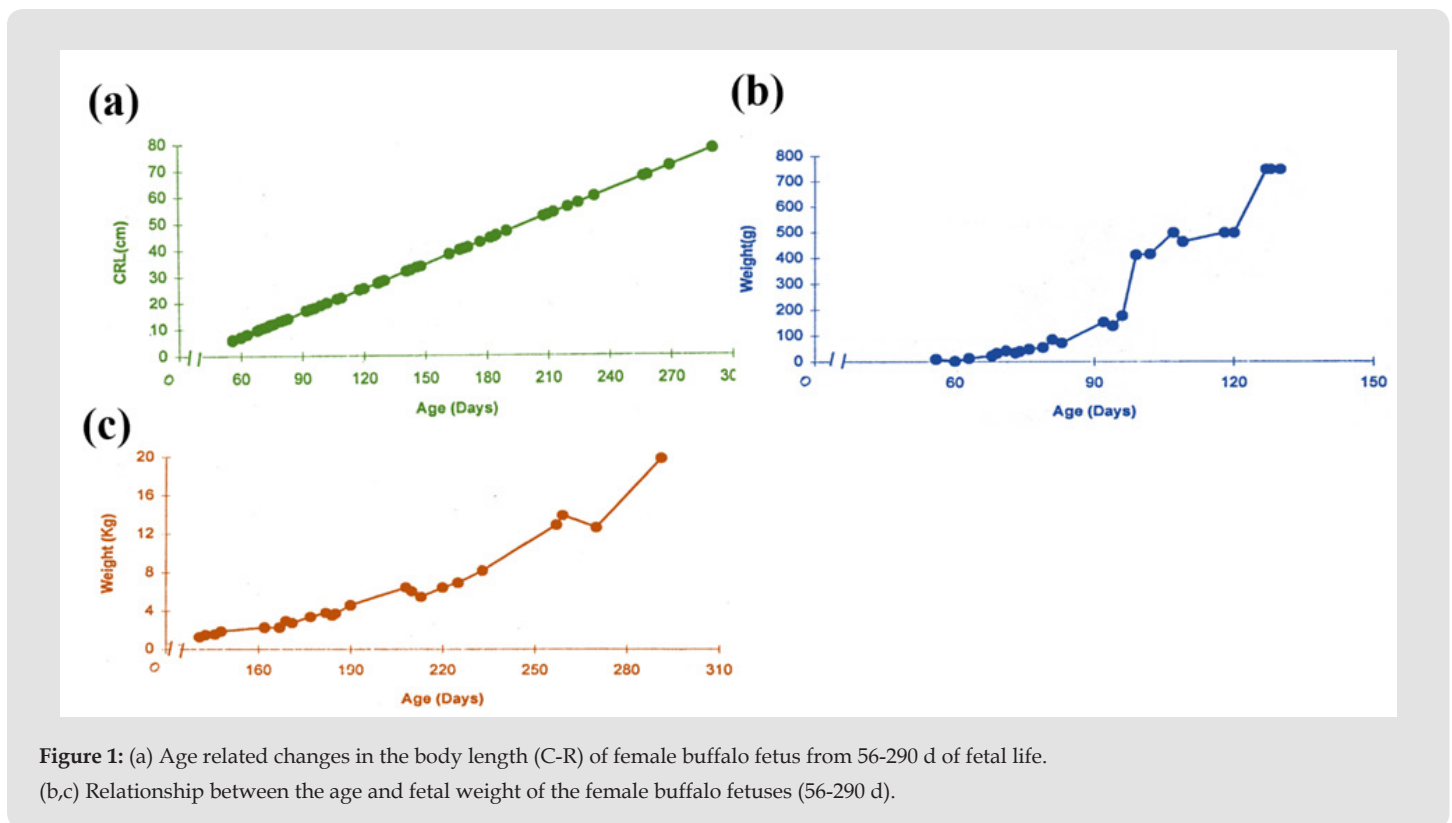 (a)
80
70
60
50
40
30
20
10
0
CRL(cm)
O 60 90 120 150 180 210 240 270 30
Age (Days)
(b)
800
700
600
500
400
300
200
100
0
Weight(g)
O 60 90 120 150
Age (Days)
(c)
20
16
12
8
4
0
Weight (Kg)
O 160 190 220 250 280 310
Age (Days)
Figure 1: (a) Age related changes in the body length (C-R) of female buffalo fetus from 56-290 d of fetal life.
(b,c) Relationship between the age and fetal weight of the female buffalo fetuses (56-290 d).